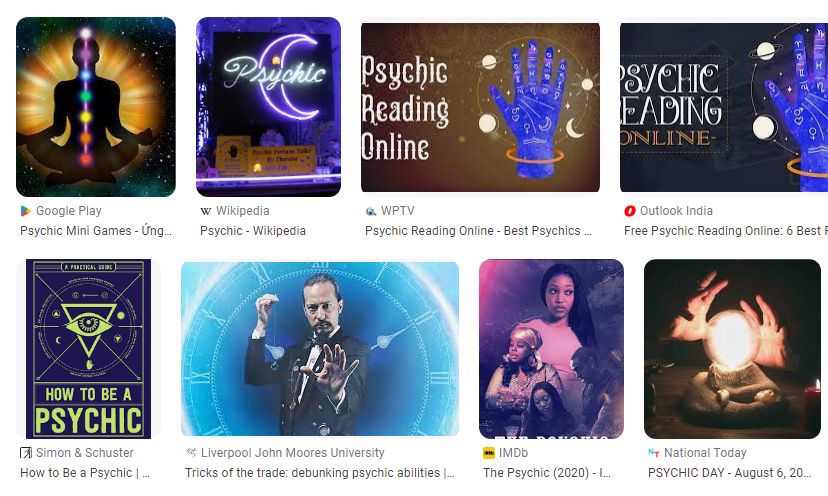 Psychic
Psychic Fortune Teller
By Theresa
Psychic
Reading
Online
PSYCHIC
READING
ONLINE-
Google Play
Wikipedia
WPTV
Outlook India
Psychic Mini Games - Ứng...
Psychic - Wikipedia
Psychic Reading Online - Best Psychics ...
Free Psychic Reading Online: 6 Best
A PRACTICAL GUIDE
HOW TO BE A
PSYCHIC
XII
THE PSYCHIC
Simon & Schuster
Liverpool John Moores University
IMDb
National Today
How to Be a Psychic | ...
Tricks of the trade: debunking psychic abilities |...
The Psychic (2020) - I...
PSYCHIC DAY - August 6, 20...